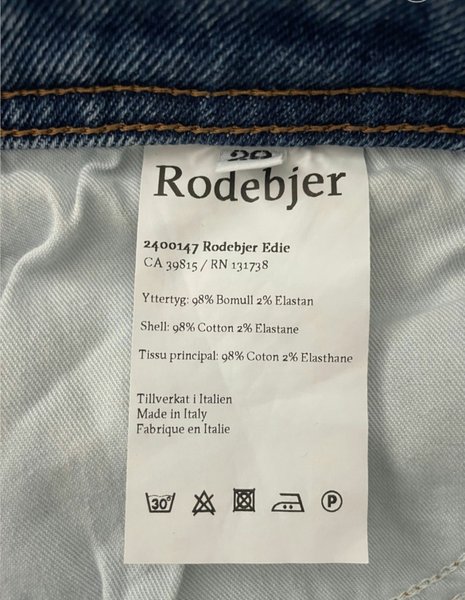 Rodebjer
2400147 Rodebjer Edie
CA 39815 / RN 131738
Yttertyg: 98% Bomull 2% Elastan
Shell: 98% Cotton 2% Elastane
Tissu principal: 98% Coton 2% Elasthane
Tillverkat i Italien
Made in Italy
Fabrique en Italie
30° P